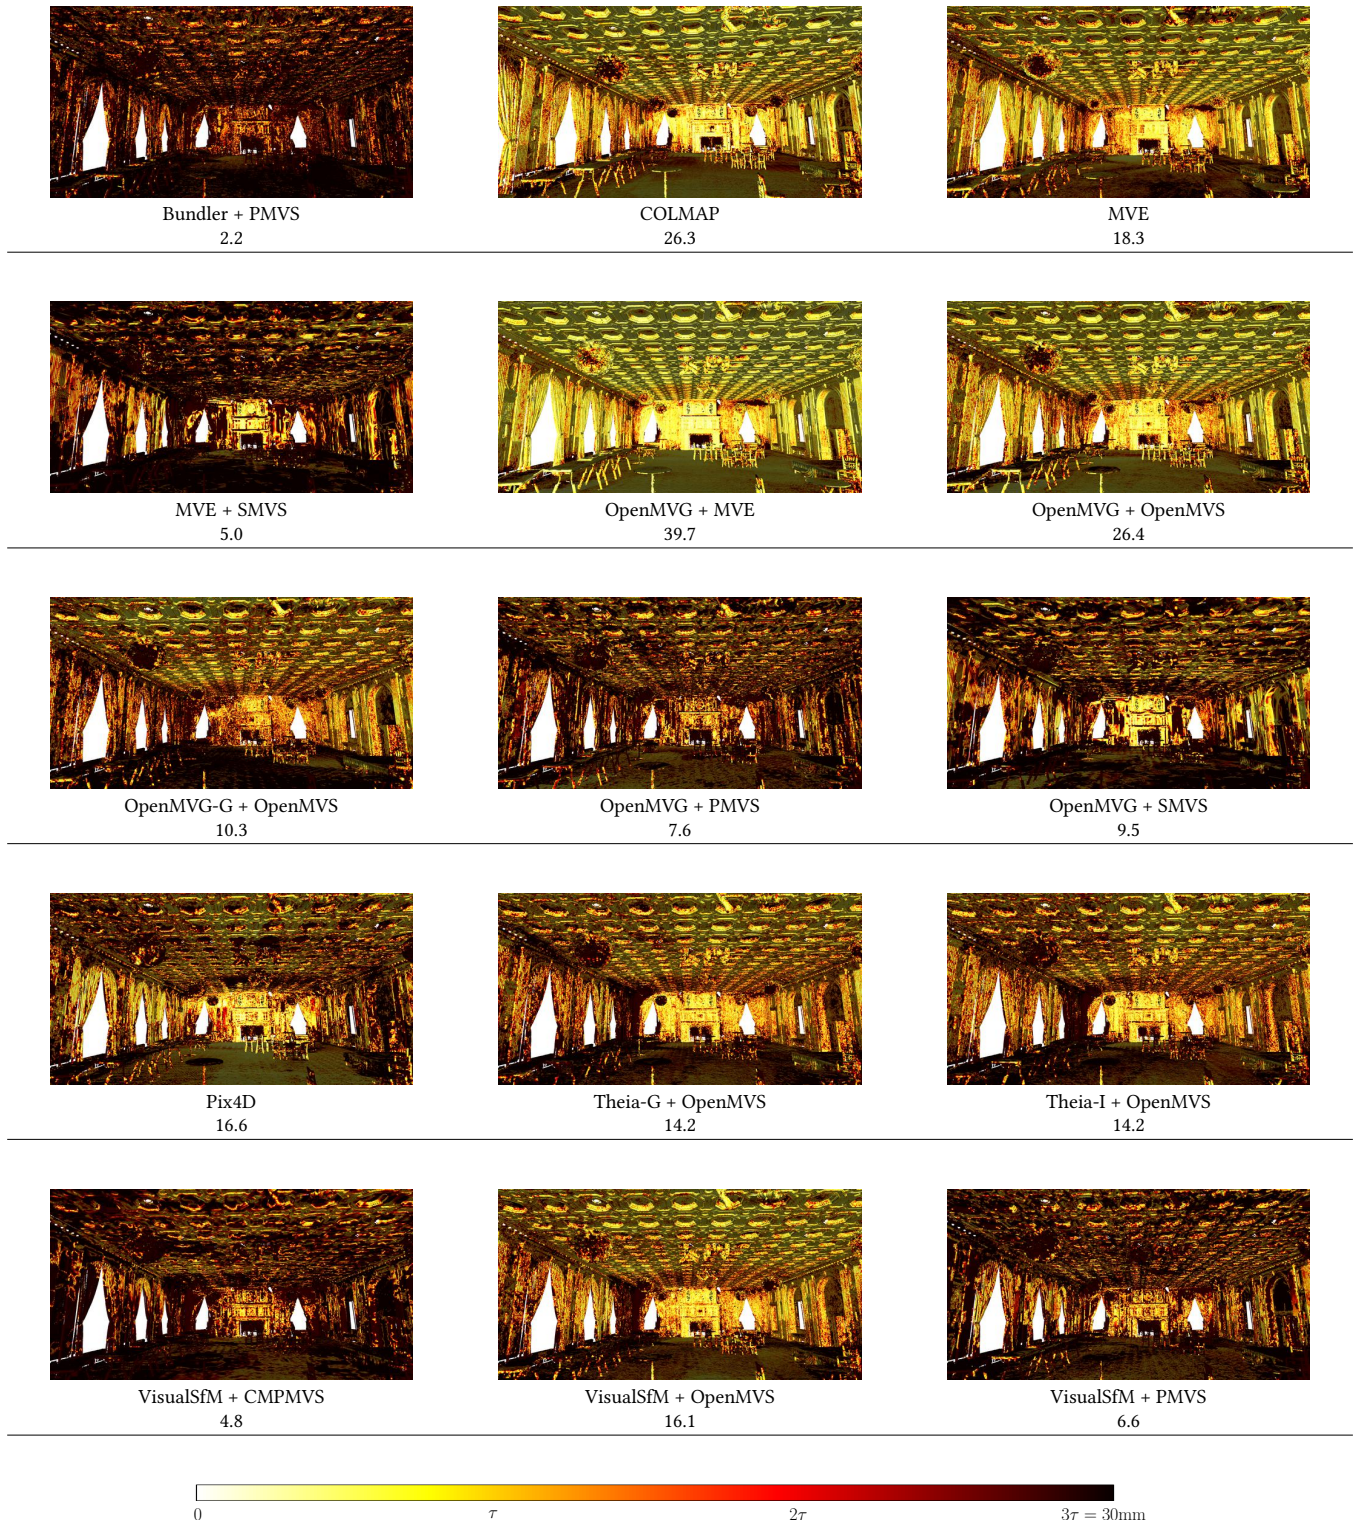 Bundler + PMVS
2.2
COLMAP
26.3
MVE
18.3
MVE + SMVS
5.0
OpenMVG + MVE
39.7
OpenMVG + OpenMVS
26.4
OpenMVG-G + OpenMVS
10.3
OpenMVG + PMVS
7.6
OpenMVG + SMVS
9.5
Pix4D
16.6
Theia-G + OpenMVS
14.2
Theia-I + OpenMVS
14.2
VisualSfM + CMPMVS
4.8
VisualSfM + OpenMVS
16.1
VisualSfM + PMVS
6.6
0 τ 2τ 3τ = 30mm